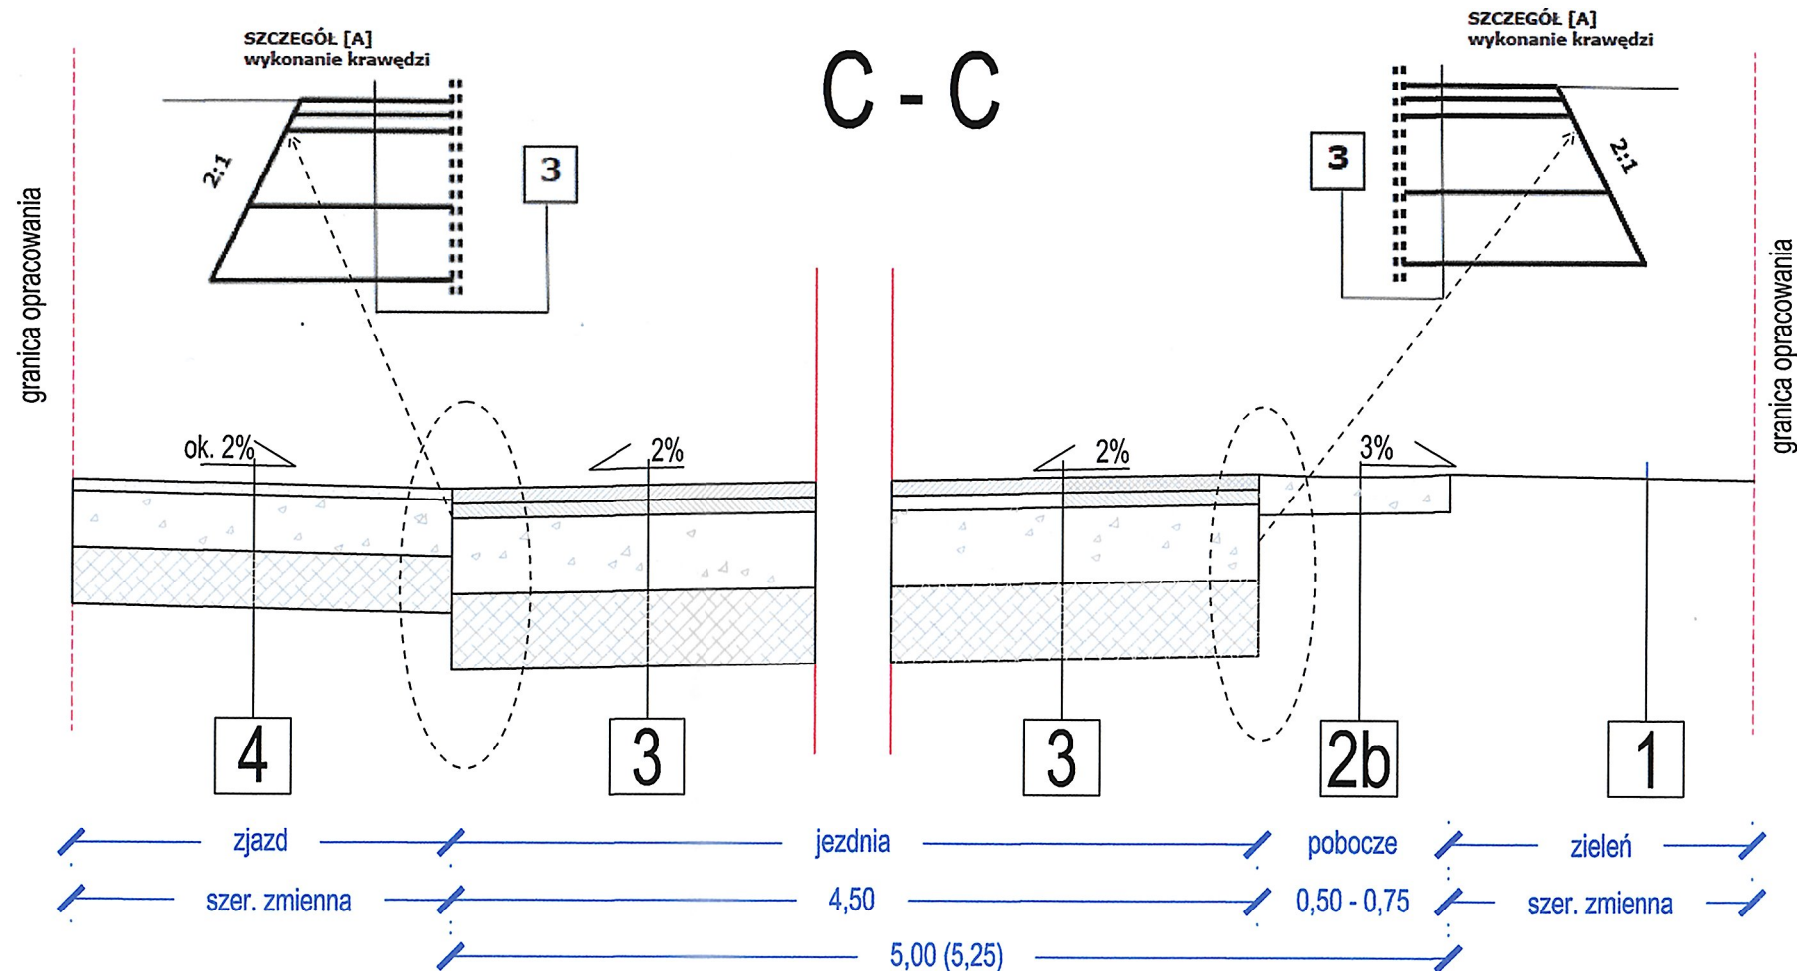 SZCZEGÓŁ [A]
wykonanie krawędzi
C - C
SZCZEGÓŁ [A]
wykonanie krawędzi
2:1
3
3
2:1
granica opracowania
granica opracowania
ok. 2%
2%
2%
3%
4
3
3
2b
1
zjazd
jezdnia
pobocze
zieleń
szer. zmienna
4,50
0,50 - 0,75
szer. zmienna
5,00 (5,25)